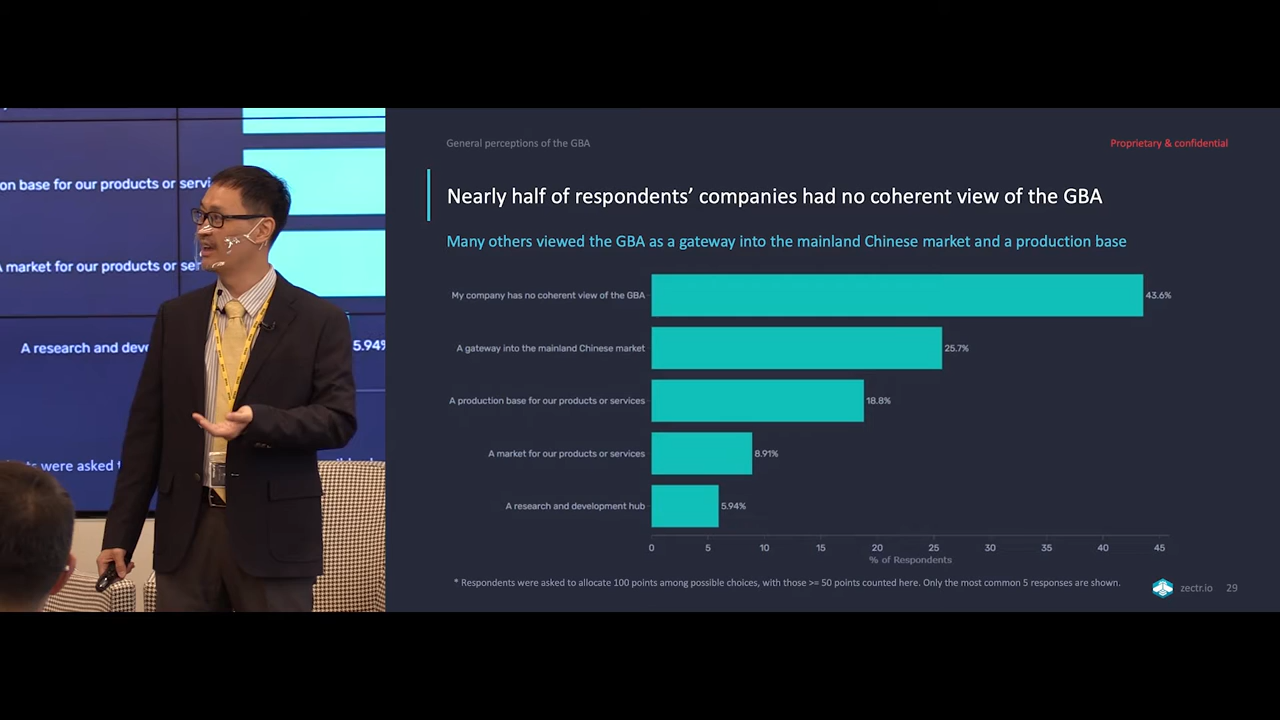 on base for our products or servi
A market for our products or ser
A research and deve
5.94%
were asked
General perceptions of the GBA
Proprietary & confidential
Nearly half of respondents’ companies had no coherent view of the GBA
Many others viewed the GBA as a gateway into the mainland Chinese market and a production base
My company has no coherent view of the GBA
43.6%
A gateway into the mainland Chinese market
25.7%
A production base for our products or services
18.8%
A market for our products or services
8.91%
A research and development hub
5.94%
0 5 10 15 20 25 30 35 40 45
% of Respondents
* Respondents were asked to allocate 100 points among possible choices, with those >= 50 points counted here. Only the most common 5 responses are shown.
zectr.io 29